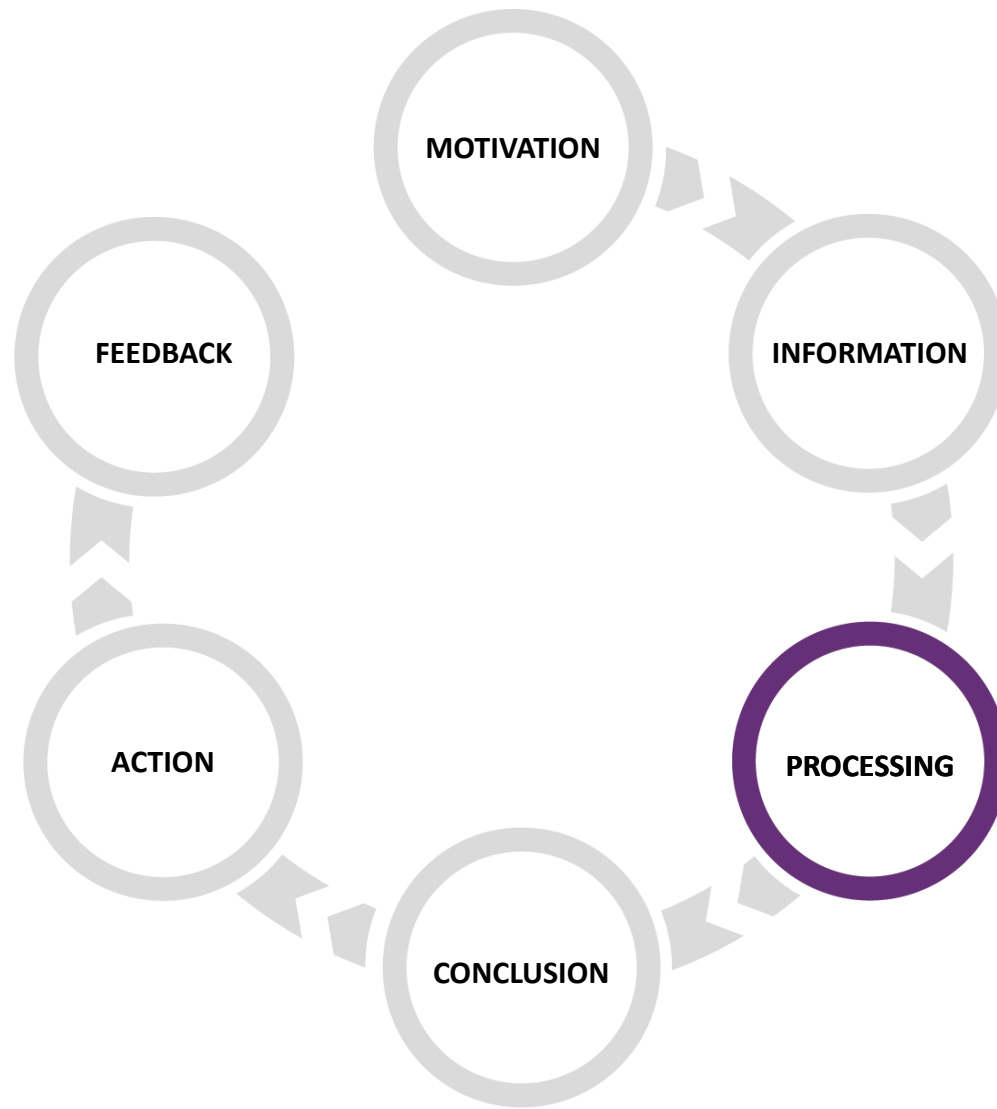 MOTIVATION
INFORMATION
PROCESSING
CONCLUSION
ACTION
FEEDBACK